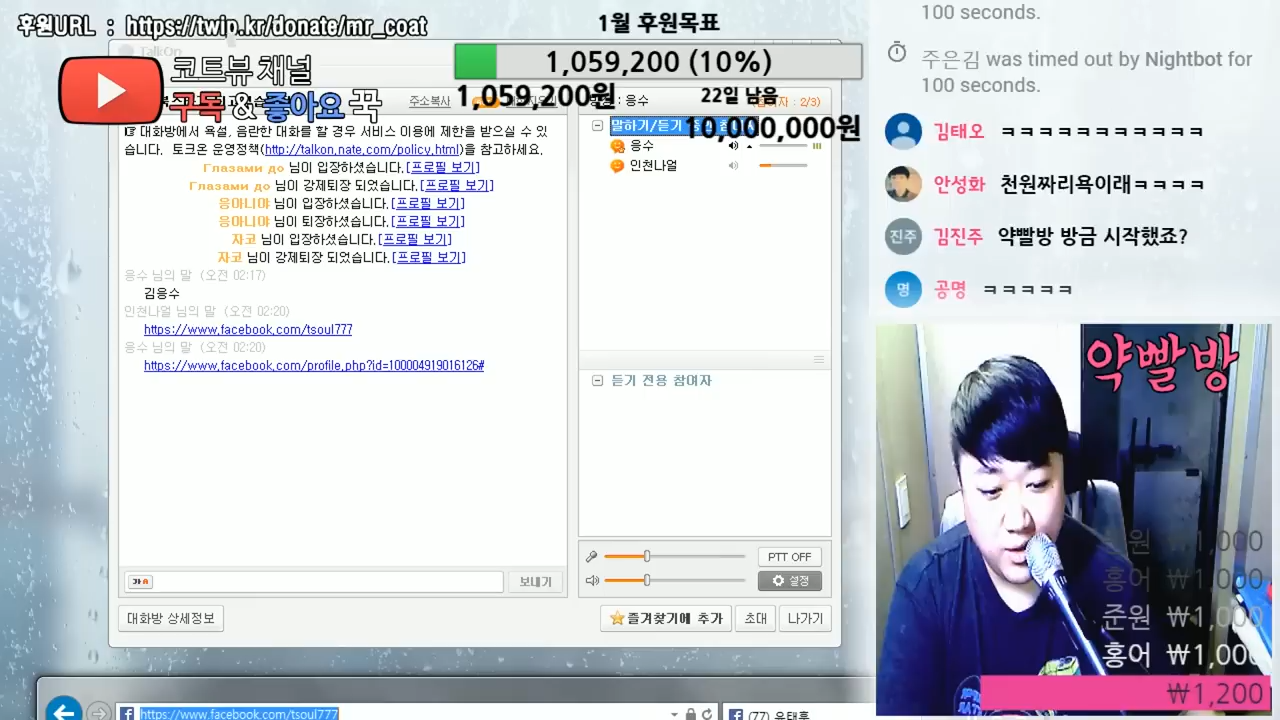 후원URL : https://twip.kr/donate/mr_coat
TalkOn
코트뷰 채널
구독 & 좋아요 꾹
주소복사
1월 후원목표
1,059,200 (10%)
1,059,200원
22일 남음
10,000,000원
: 응수
: 2/3)
☞ 대화방에서 욕설, 음란한 대화를 할 경우 서비스 이용에 제한을 받으실 수 있
습니다. 토크온 운영정책(http://talkon.nate.com/policy.html)을 참고하세요.
Глазами до 님이 입장하셨습니다.[프로필 보기]
Глазами до 님이 강제퇴장 되었습니다.[프로필 보기]
응마니야 님이 입장하셨습니다.[프로필 보기]
응마니야 님이 퇴장하셨습니다.[프로필 보기]
자코 님이 입장하셨습니다.[프로필 보기]
자코 님이 강제퇴장 되었습니다.[프로필 보기]
응수 님의 말 (오전 02:17)
김응수
인천나얼 님의 말 (오전 02:20)
https://www.facebook.com/tsoul777
응수 님의 말 (오전 02:20)
https://www.facebook.com/profile.php?id=100004919016126#
말하기/듣기
응수
인천나얼
듣기 전용 참여자
PTT OFF
설정
가A
보내기
대화방 상세정보
즐겨찾기에 추가
초대
나가기
https://www.facebook.com/tsoul777
(77) 유태훈
100 seconds.
주은김 was timed out by Nightbot for
100 seconds.
김태오 ㅋㅋㅋㅋㅋㅋㅋㅋㅋㅋㅋ
안성화 천원짜리욕이래ㅋㅋㅋㅋ
진주 김진주 약빨방 방금 시작했죠?
명 공명 ㅋㅋㅋㅋㅋ
약빨방
원 ₩1,000
홍어 ₩1,000
준원 ₩1,000
홍어 ₩1,000
₩1,200